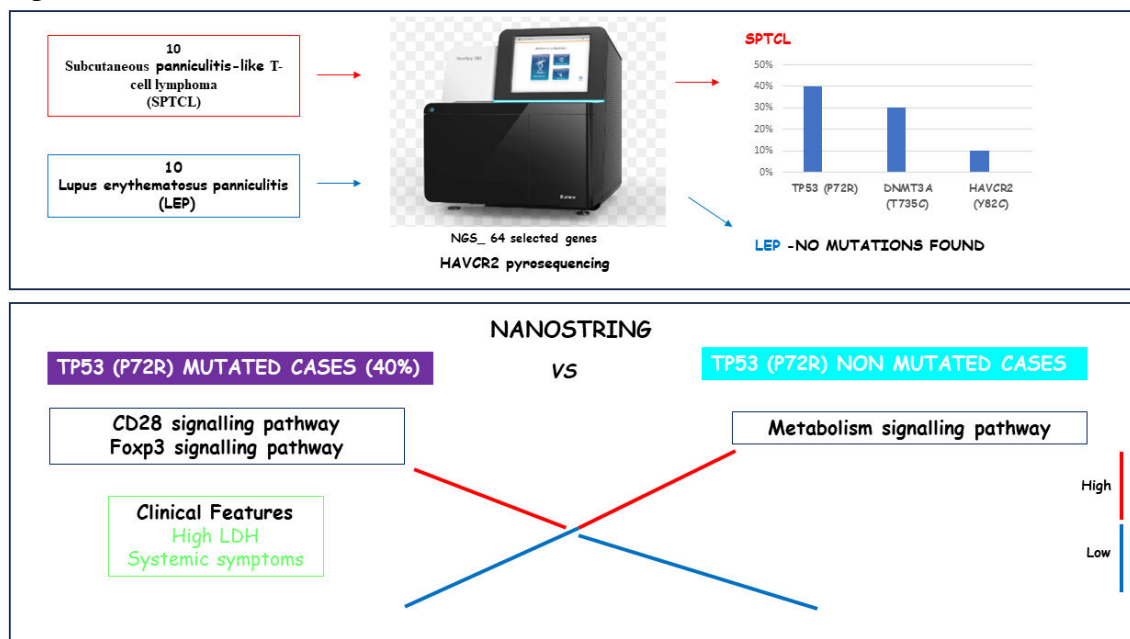 10
Subcutaneous panniculitis-like T-
cell lymphoma
(SPTCL)
10
Lupus erythematosus panniculitis
(LEP)
NGS_ 64 selected genes
HAVCR2 pyrosequencing
SPTCL
50%
40%
30%
20%
10%
0%
TP53 (P72R)
DNMT3A
(T735C)
HAVCR2
(Y82C)
LEP -NO MUTATIONS FOUND
NANOSTRING
TP53 (P72R) MUTATED CASES (40%)
VS
TP53 (P72R) NON MUTATED CASES
CD28 signalling pathway
Foxp3 signalling pathway
Metabolism signalling pathway
High
Low
Clinical Features
High LDH
Systemic symptoms